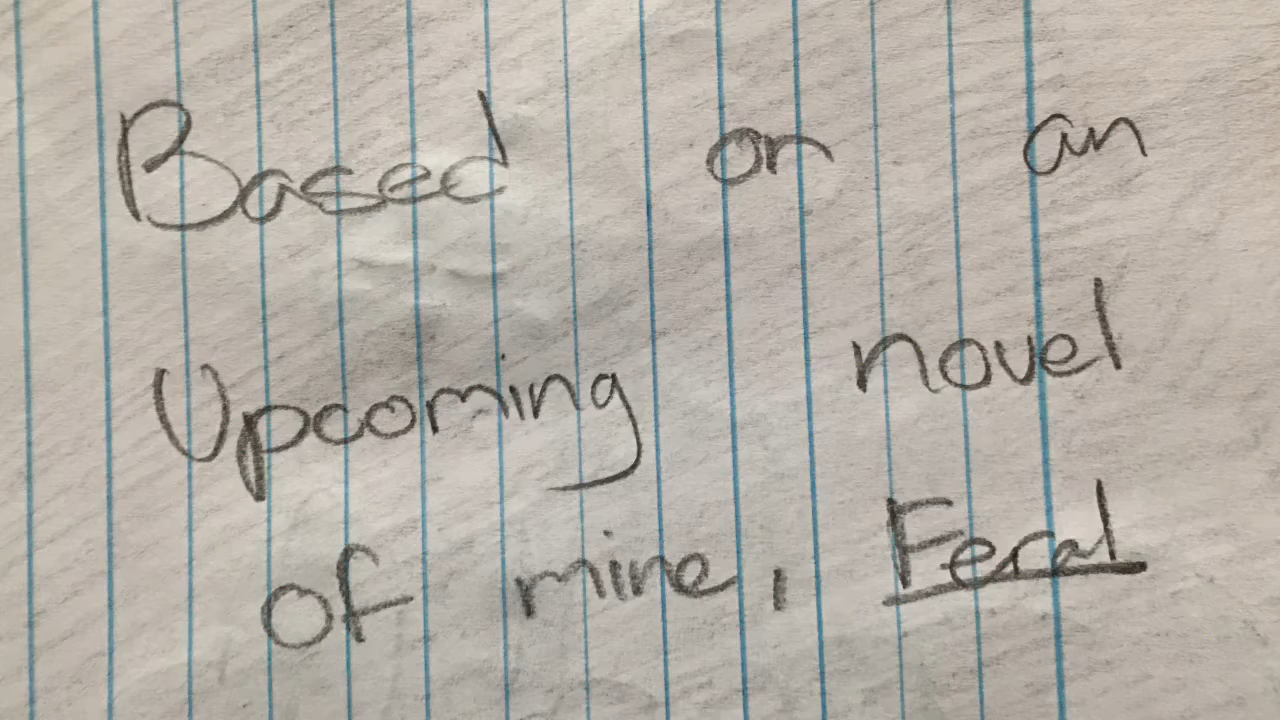 Based on an
Upcoming novel
of mine, Feral